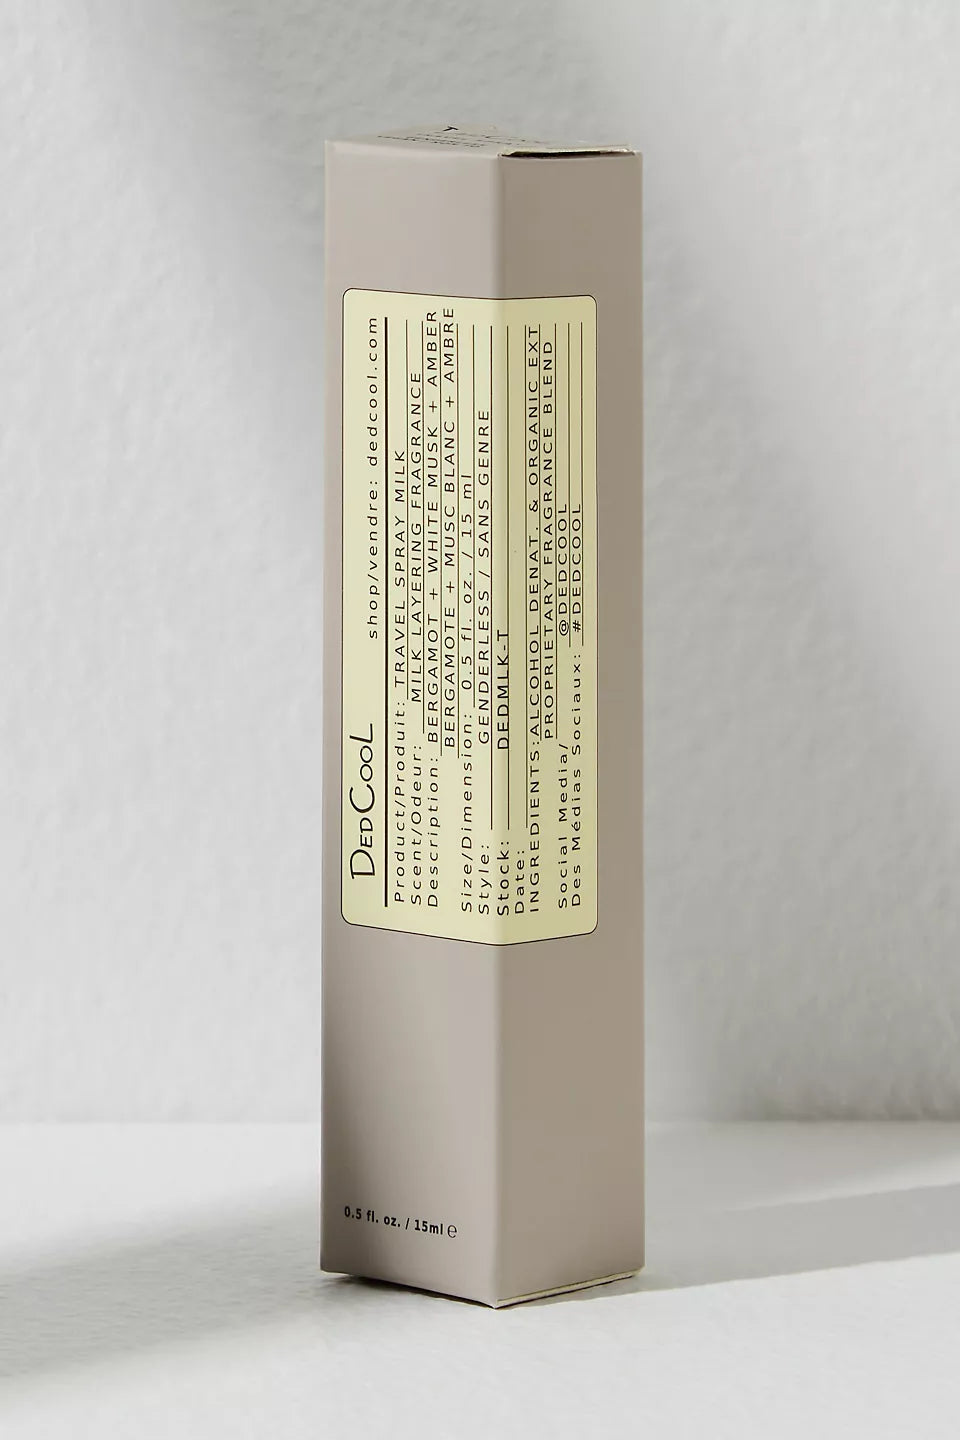 DEDCOOL
shop/vendre: dedcool.com
Product/Produit: TRAVEL SPRAY MILK
Scent/Odeur: MILK LAYERING FRAGRANCE
Description: BERGAMOT + WHITE MUSK + AMBER
BERGAMOTE + MUSC BLANC + AMBRE
Size/Dimension: 0.5 fl. oz. / 15 ml
Style: GENDERLESS / SANS GENRE
Stock: DEDMLK-T
Date:
INGREDIENTS: ALCOHOL DENAT. & ORGANIC EXT
PROPRIETARY FRAGRANCE BLEND
Social Media/ @DEDCOOL
Des Médias Sociaux: #DEDCOOL
0.5 fl. oz. / 15ml ℮